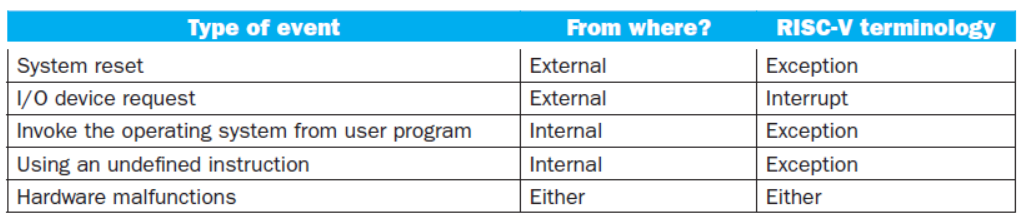 Type of event From where? RISC-V terminology
System reset External Exception
I/O device request External Interrupt
Invoke the operating system from user program Internal Exception
Using an undefined instruction Internal Exception
Hardware malfunctions Either Either